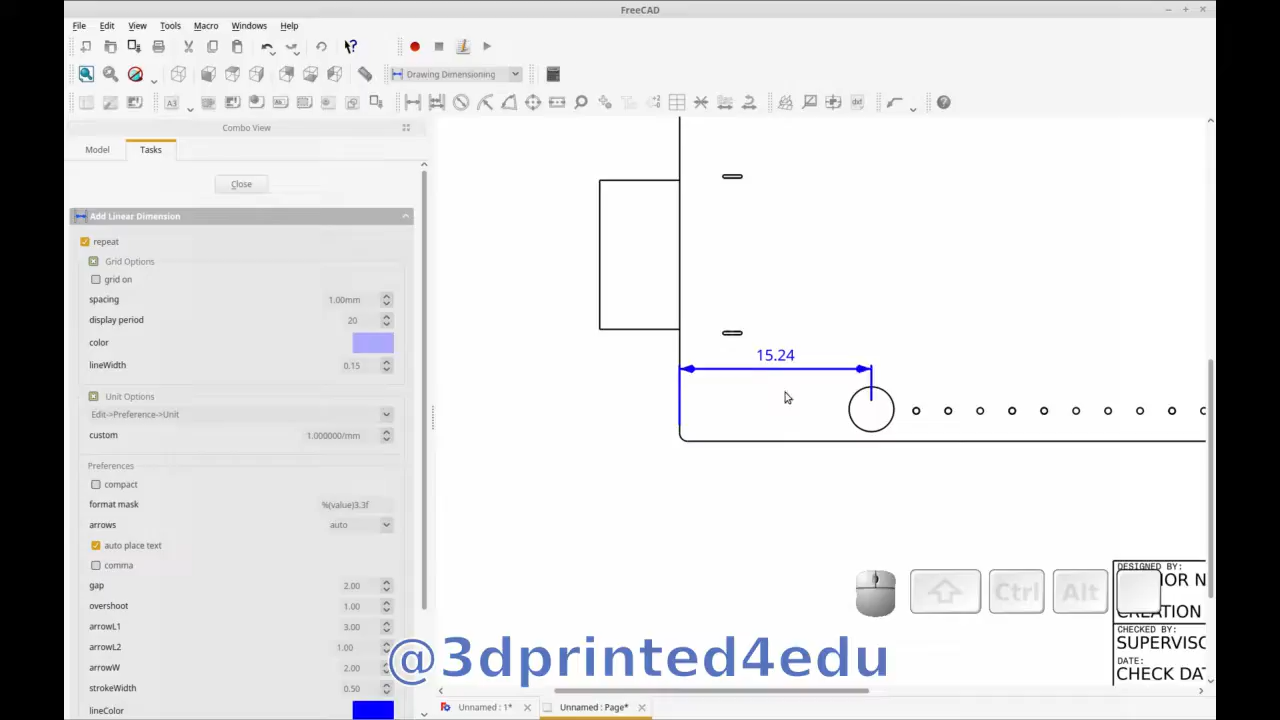 FreeCAD
File Edit View Tools Macro Windows Help
Drawing Dimensioning
A3
Combo View
Model Tasks
Close
Add Linear Dimension
repeat
Grid Options
grid on
spacing 1.00mm
display period 20
color
lineWidth 0.15
Unit Options
Edit->Preference->Unit
custom 1.000000/mm
Preferences
compact
format mask %(value)3.3f
arrows auto
auto place text
comma
gap 2.00
overshoot 1.00
arrowL1 3.00
arrowL2 1.00
arrowW 2.00
strokeWidth 0.50
lineColor
15.24
Ctrl Alt
DESIGNED BY:
IOR N
CREATION
CHECKED BY:
SUPERVISO
DATE:
CHECK DA
@3dprinted4edu
Unnamed : 1* Unnamed : Page*